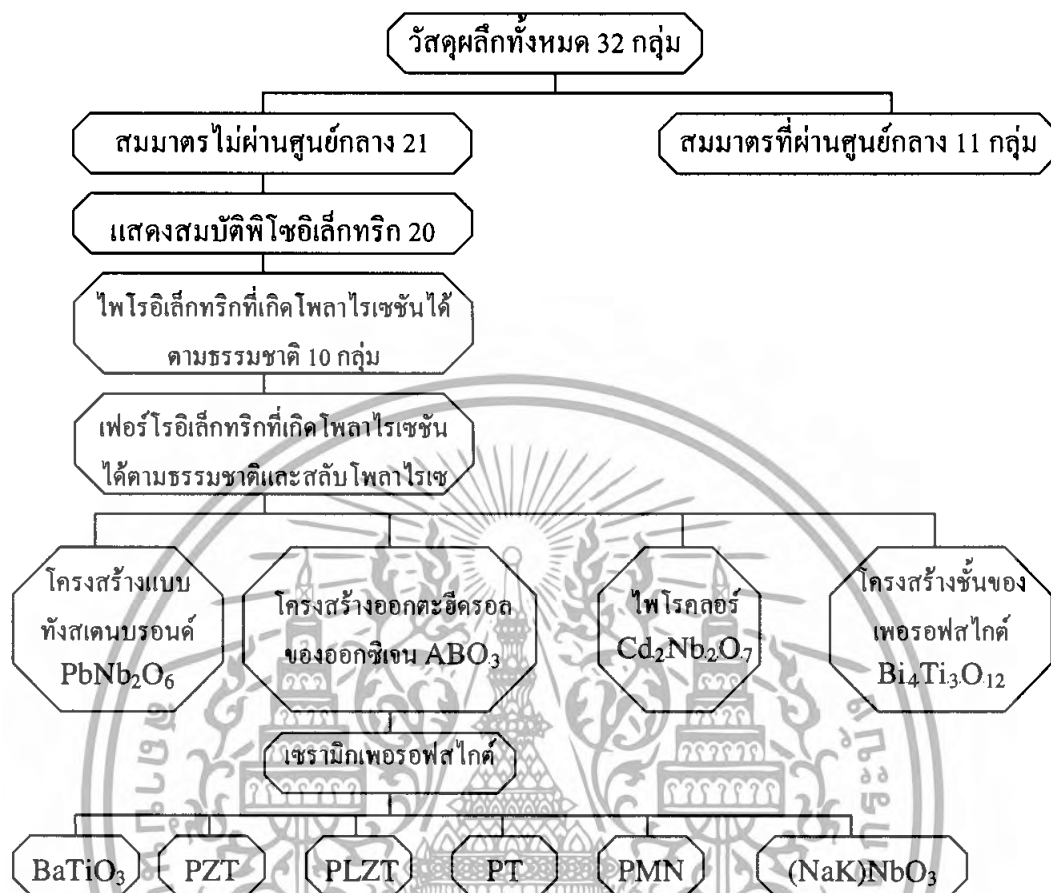 วัสดุผลึกทั้งหมด 32 กลุ่ม
สมมาตรไม่ผ่านศูนย์กลาง 21
สมมาตรที่ผ่านศูนย์กลาง 11 กลุ่ม
แสดงสมบัติพิโซอิเล็กทริก 20
ไพโรอิเล็กทริกที่เกิดโพลาไรเซชันได้
ตามธรรมชาติ 10 กลุ่ม
เฟอร์โรอิเล็กทริกที่เกิดโพลาไรเซชัน
ได้ตามธรรมชาติและสลับโพลาไรเซ
โครงสร้างแบบ
ทังสเตนบรอนด์
PbNb₂O₆
โครงสร้างออกตะฮีดรอล
ของออกซิเจน ABO₃
ไพโรคลอร์
Cd₂Nb₂O₇
โครงสร้างชั้นของ
เพอรอฟสไกต์
Bi₄Ti₃O₁₂
เซรามิกเพอรอฟสไกต์
BaTiO₃
PZT
PLZT
PT
PMN
(NaK)NbO₃